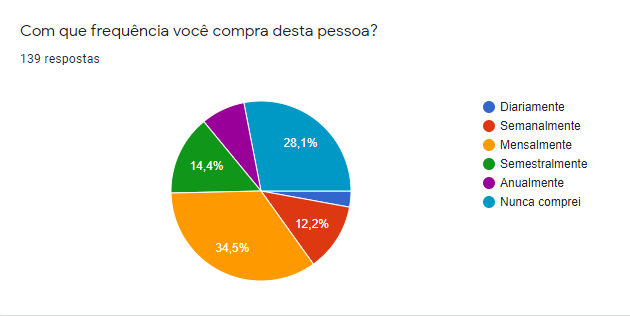 Com que frequência você compra desta pessoa?
139 respostas
28,1%
14,4%
12,2%
34,5%
Diariamente
Semanalmente
Mensalmente
Semestralmente
Anualmente
Nunca comprei